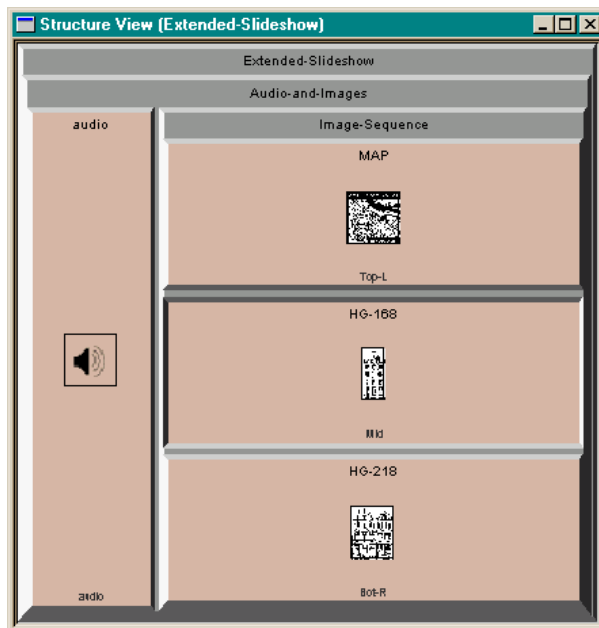 Structure View (Extended-Slideshow)
Extended-Slideshow
Audio-and-Images
audio
Image-Sequence
MAP
Top-L
HG-168
Mid
HG-218
Bot-R
audio